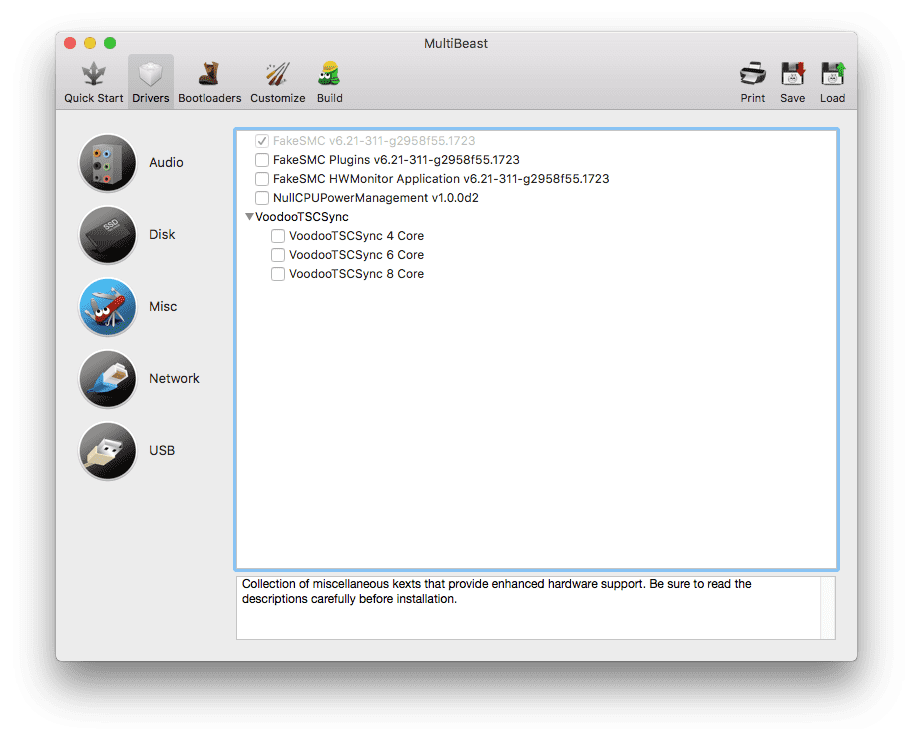 MultiBeast
Quick Start Drivers Bootloaders Customize Build Print Save Load
Audio
Disk
SSD
Misc
Network
USB
FakeSMC v6.21-311-g2958f55.1723
FakeSMC Plugins v6.21-311-g2958f55.1723
FakeSMC HWMonitor Application v6.21-311-g2958f55.1723
NullCPUPowerManagement v1.0.0d2
VoodooTSCSync
VoodooTSCSync 4 Core
VoodooTSCSync 6 Core
VoodooTSCSync 8 Core
Collection of miscellaneous kexts that provide enhanced hardware support. Be sure to read the
descriptions carefully before installation.